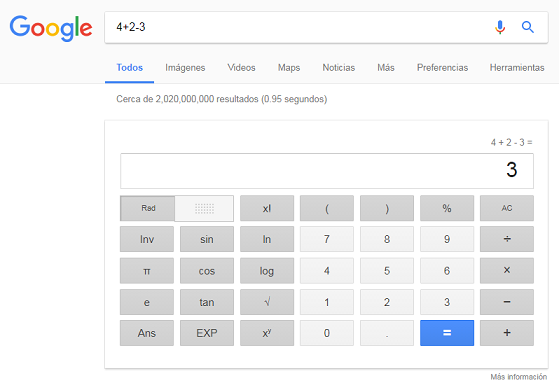 Google 4+2-3
Todos Imágenes Videos Maps Noticias Más Preferencias Herramientas
Cerca de 2,020,000,000 resultados (0.95 segundos)
4 + 2 - 3 =
3
Rad x! ( ) % AC
Inv sin ln 7 8 9 ÷
π cos log 4 5 6 ×
e tan √ 1 2 3 −
Ans EXP xʸ 0 . = +
Más información